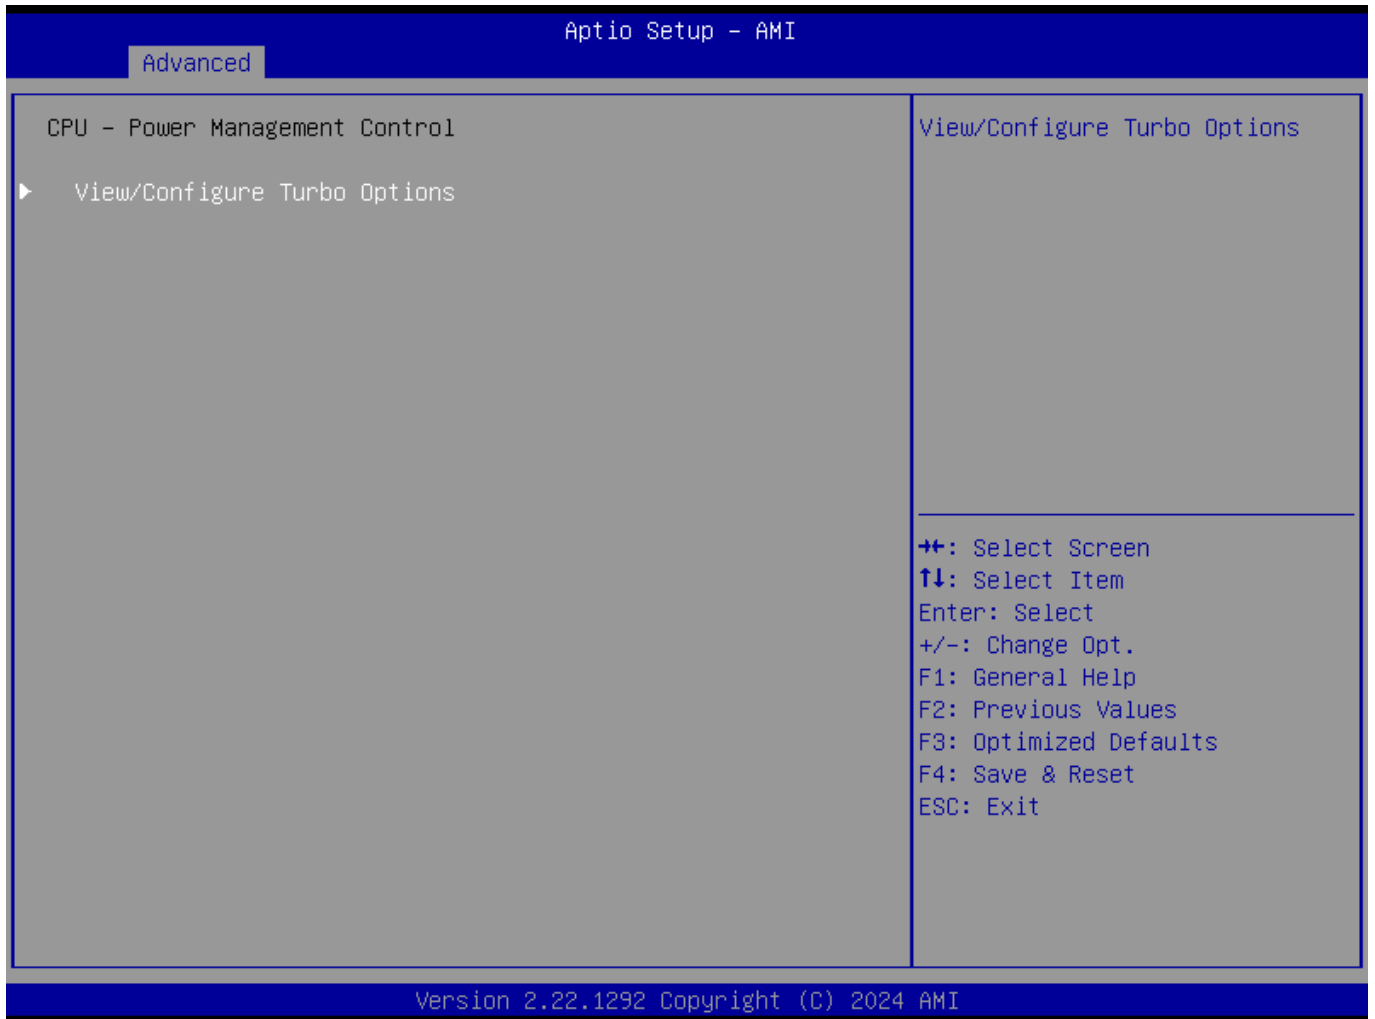 Aptio Setup – AMI
Advanced
CPU – Power Management Control
View/Configure Turbo Options
View/Configure Turbo Options
→←: Select Screen
↑↓: Select Item
Enter: Select
+/-: Change Opt.
F1: General Help
F2: Previous Values
F3: Optimized Defaults
F4: Save & Reset
ESC: Exit
Version 2.22.1292 Copyright (C) 2024 AMI